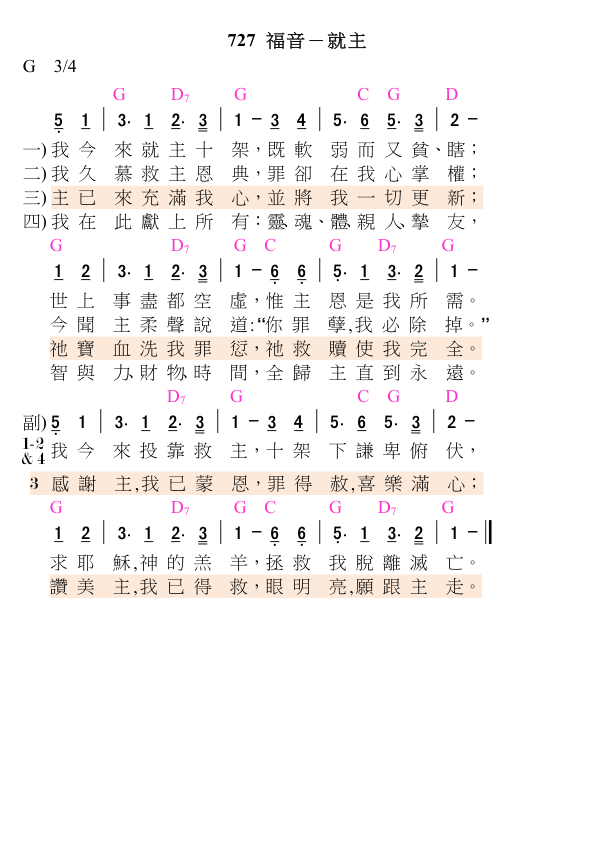 727 福音－就主
G 3/4
G D7 G C G D
5 1 | 3. 1 2. 3 | 1 － 3 4 | 5. 6 5. 3 | 2 －
一) 我今 來就主十 架，既軟 弱而又貧、瞎；
二) 我久 慕救主恩 典，罪卻 在我心掌 權；
三) 主已 來充滿我 心，並將 我一切更 新；
四) 我在 此獻上所 有：靈、魂、體、親人、摯 友，
G D7 G C G D7 G
1 2 | 3. 1 2. 3 | 1 － 6 6 | 5. 1 3. 2 | 1 －
世上 事盡都空 虛，惟主 恩是我所 需。
今聞 主柔聲說 道：“你罪 孽，我必除 掉。”
祂寶 血洗我罪 愆，祂救 贖使我完 全。
智與 力、財物、時 間，全歸 主直到永 遠。
D7 G C G D
副) 5 1 | 3. 1 2. 3 | 1 － 3 4 | 5. 6 5. 3 | 2 －
1-2 & 4 我今 來投靠救 主，十架 下謙卑俯 伏，
3 感謝 主，我已蒙 恩，罪得 赦，喜樂滿 心；
G D7 G C G D7 G
1 2 | 3. 1 2. 3 | 1 － 6 6 | 5. 1 3. 2 | 1 － ||
求耶 穌，神的羔 羊，拯救 我脫離滅 亡。
讚美 主，我已得 救，眼明 亮，願跟主 走。